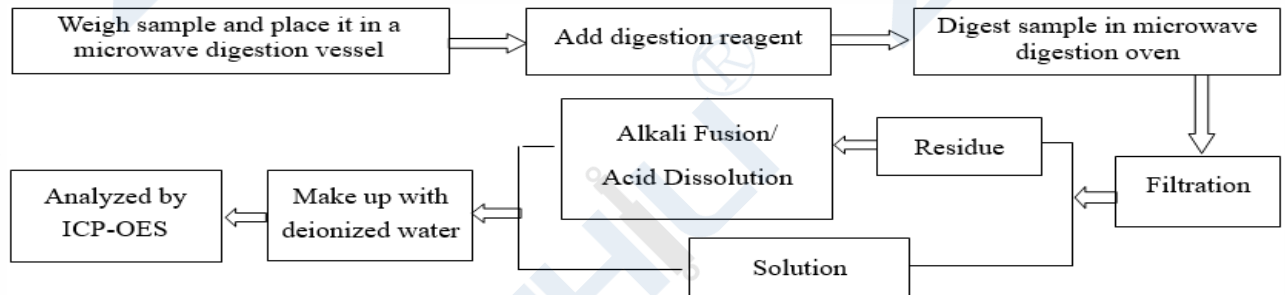 Weigh sample and place it in a
microwave digestion vessel
Add digestion reagent
Digest sample in microwave
digestion oven
Alkali Fusion/
Acid Dissolution
Residue
Filtration
Analyzed by
ICP-OES
Make up with
deionized water
Solution
®